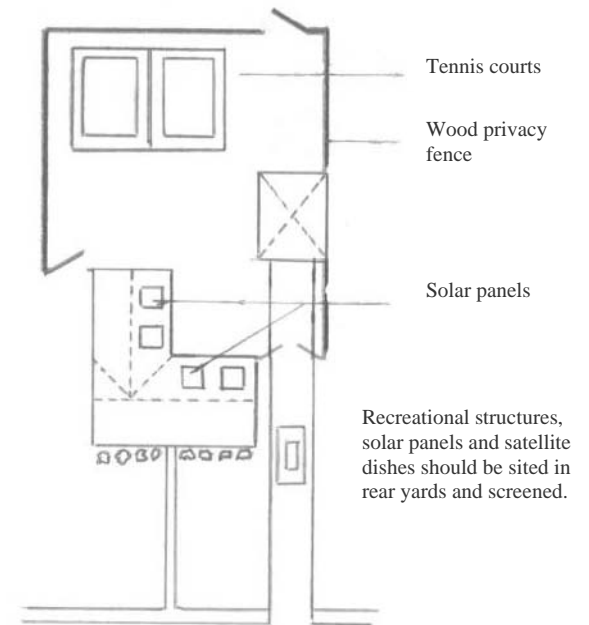 Tennis courts
Wood privacy
fence
Solar panels
Recreational structures,
solar panels and satellite
dishes should be sited in
rear yards and screened.